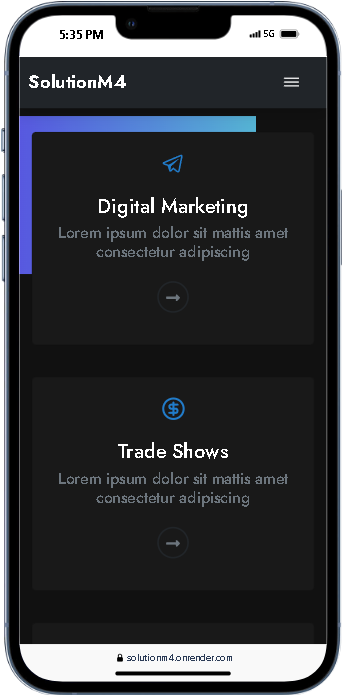 5:35 PM 5G
SolutionM4
Digital Marketing
Lorem ipsum dolor sit mattis amet
consectetur adipiscing
Trade Shows
Lorem ipsum dolor sit mattis amet
consectetur adipiscing
solutionm4.onrender.com